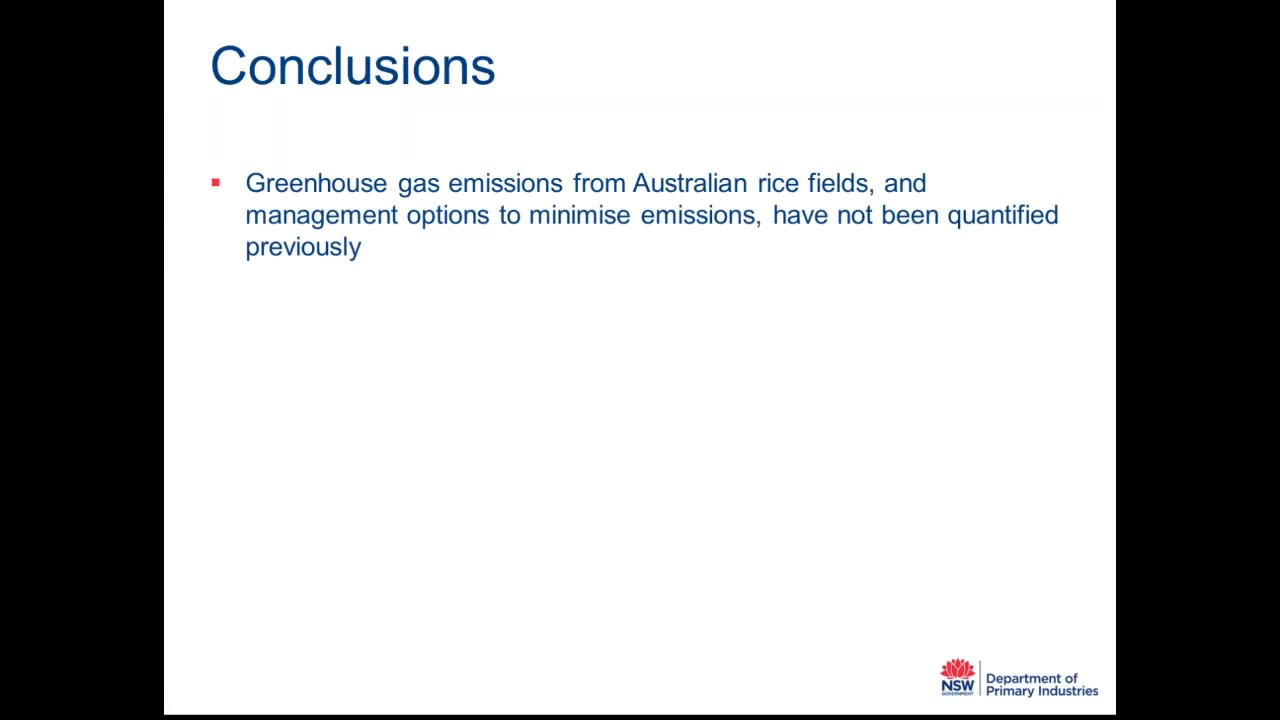 Conclusions
Greenhouse gas emissions from Australian rice fields, and
management options to minimise emissions, have not been quantified
previously
NSW
GOVERNMENT
Department of
Primary Industries